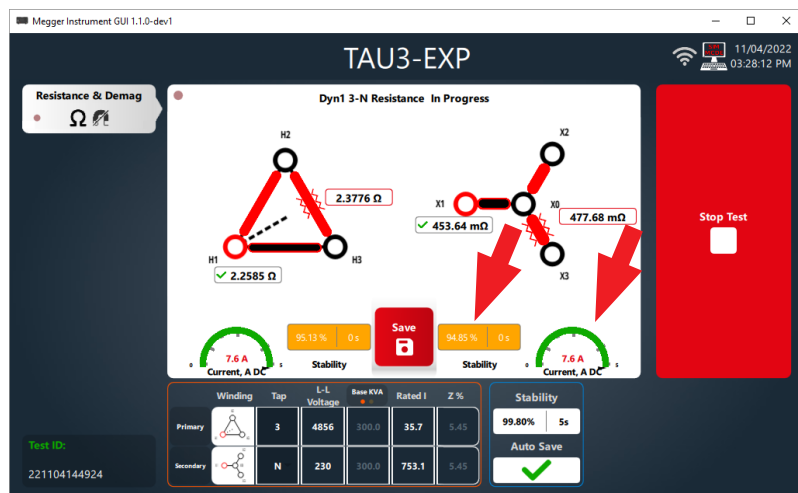 Megger Instrument GUI 1.1.0-dev1
TAU3-EXP
11/04/2022
03:28:12 PM
Resistance & Demag
Ω
Dyn1 3-N Resistance In Progress
H2
X2
2.3776 Ω
X1
X0
477.68 mΩ
453.64 mΩ
H1
H3
2.2585 Ω
X3
Stop Test
95.13 % 0 s
Save
94.85 % 0 s
7.6 A
0 5
Current, A DC
Stability
Stability
7.6 A
0 5
Current, A DC
Winding Tap L-L Voltage Base KVA Rated I Z %
Primary 3 4856 300.0 35.7 5.45
Secondary N 230 300.0 753.1 5.45
Stability
99.80% 5s
Auto Save
Test ID:
221104144924